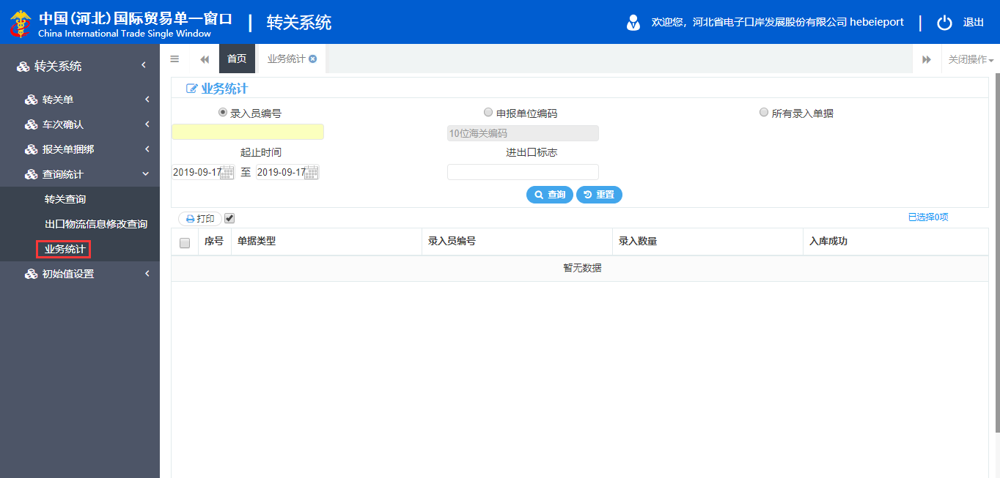 中国(河北)国际贸易单一窗口
China International Trade Single Window
转关系统
欢迎您，河北省电子口岸发展股份有限公司 hebeieport
退出
转关系统
转关单
车次确认
报关单捆绑
查询统计
转关查询
出口物流信息修改查询
业务统计
初始值设置
首页
业务统计
关闭操作
业务统计
录入员编号
申报单位编码
所有录入单据
10位海关编码
起止时间
进出口标志
2019-09-17 至 2019-09-17
查询 重置
打印
已选择0项
序号 单据类型 录入员编号 录入数量 入库成功
暂无数据